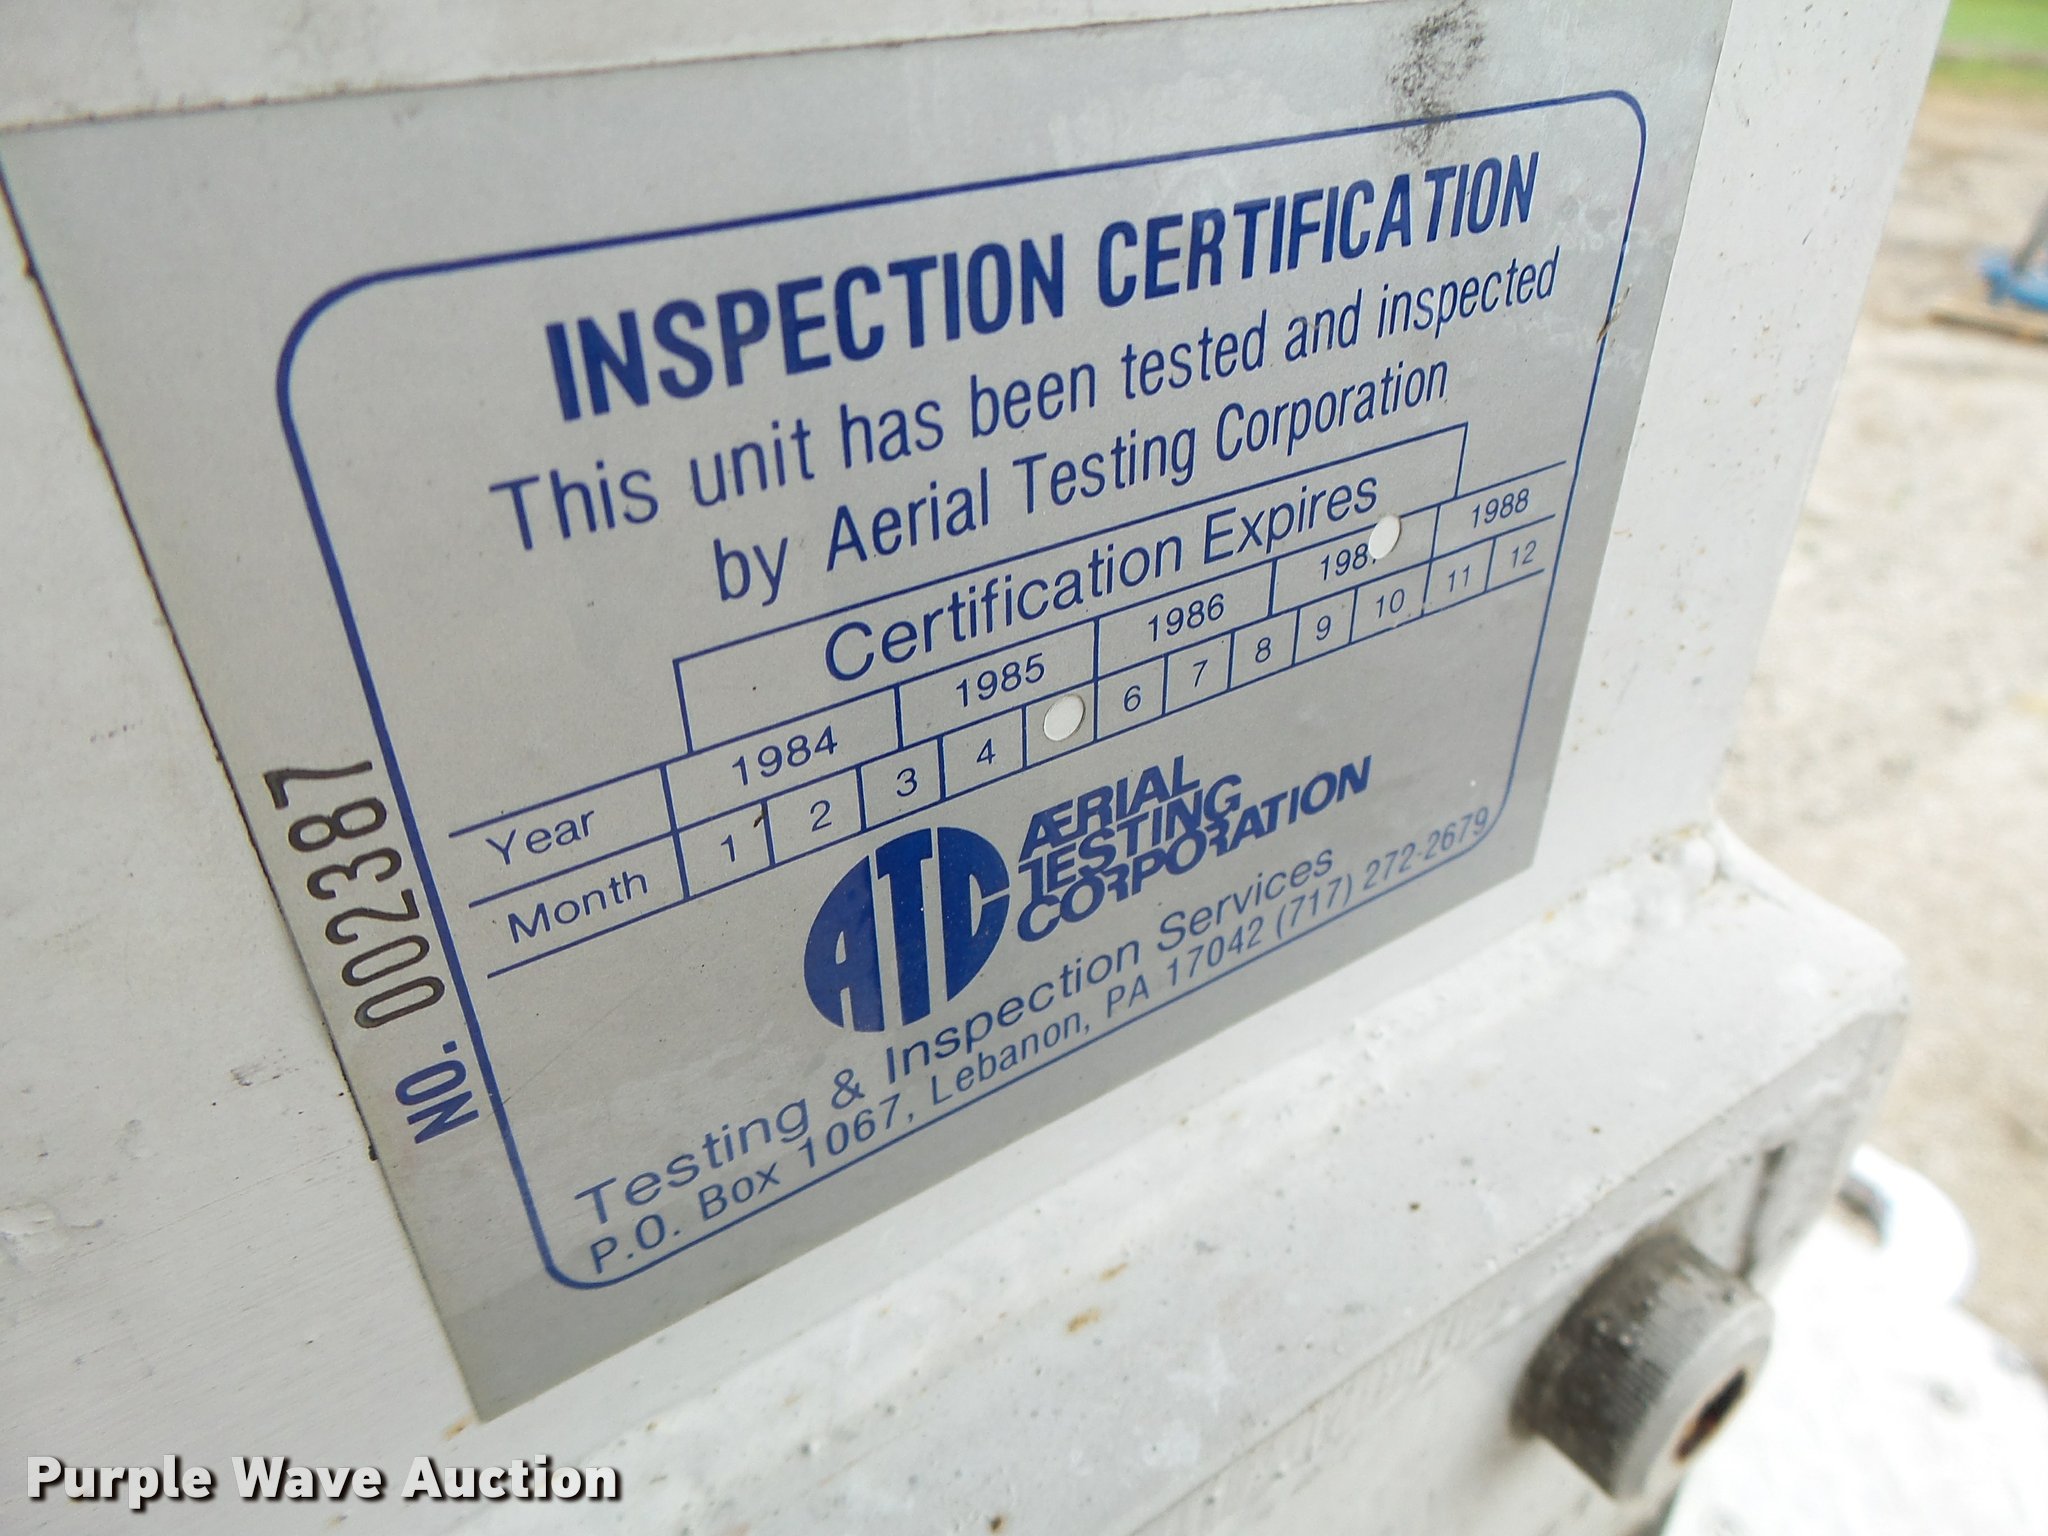 INSPECTION CERTIFICATION
This unit has been tested and inspected
by Aerial Testing Corporation
Certification Expires
Year 1984 1985 1986 198 1988
Month 1 2 3 4 6 7 8 9 10 11 12
ATC
AERIAL
TESTING
CORPORATION
Testing & Inspection Services
P.O. Box 1067, Lebanon, PA 17042 (717) 272-2679
NO. 002387
Purple Wave Auction